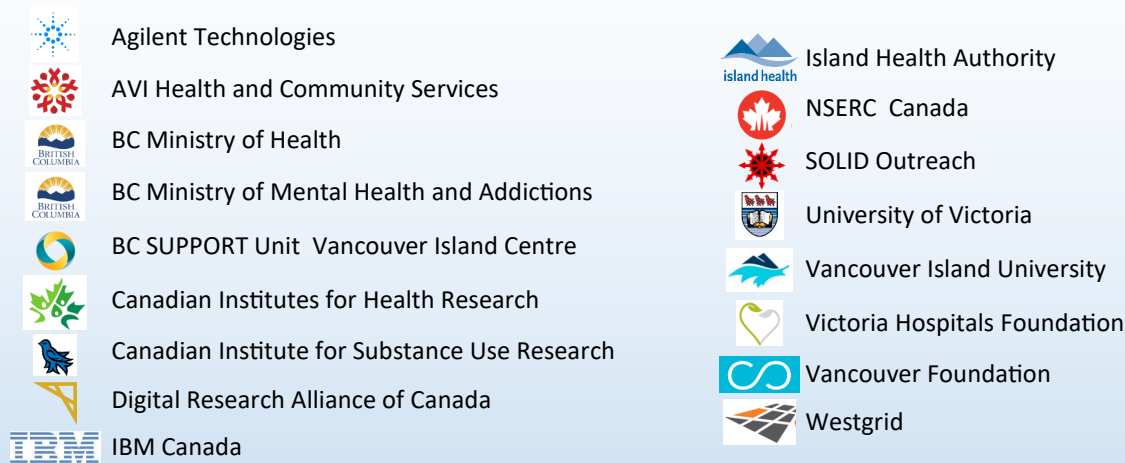 Agilent Technologies
AVI Health and Community Services
BRITISH
COLUMBIA
BC Ministry of Health
BRITISH
COLUMBIA
BC Ministry of Mental Health and Addictions
BC SUPPORT Unit  Vancouver Island Centre
Canadian Institutes for Health Research
Canadian Institute for Substance Use Research
Digital Research Alliance of Canada
IBM
IBM Canada
island health
Island Health Authority
NSERC  Canada
SOLID Outreach
University of Victoria
Vancouver Island University
Victoria Hospitals Foundation
Vancouver Foundation
Westgrid